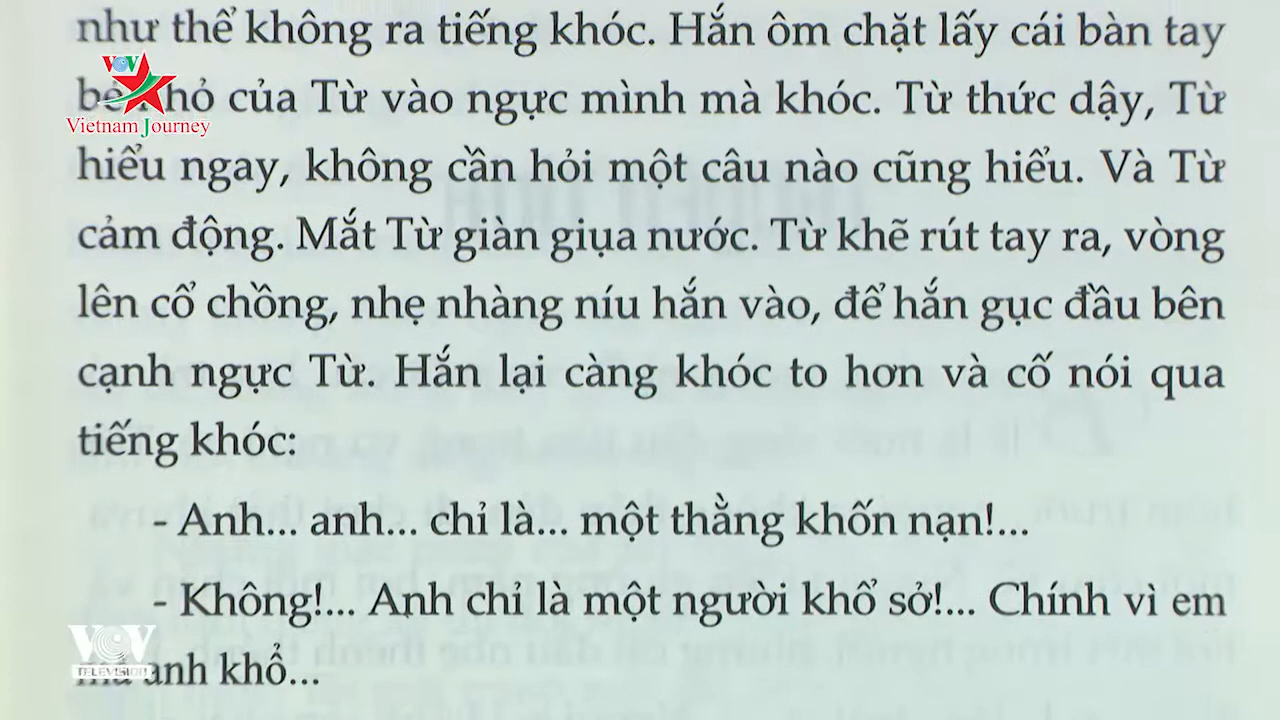 như thể không ra tiếng khóc. Hắn ôm chặt lấy cái bàn tay
VOV
của Từ vào ngực mình mà khóc. Từ thức dậy, Từ
Vietnam Journey
hiểu ngay, không cần hỏi một câu nào cũng hiểu. Và Từ
cảm động. Mắt Từ giàn giụa nước. Từ khẽ rút tay ra, vòng
lên cổ chồng, nhẹ nhàng níu hắn vào, để hắn gục đầu bên
cạnh ngực Từ. Hắn lại càng khóc to hơn và cố nói qua
tiếng khóc:
- Anh... anh... chỉ là... một thằng khốn nạn!...
- Không!... Anh chỉ là một người khổ sở!... Chính vì em
VOV
TELEVISION
mà anh khổ...